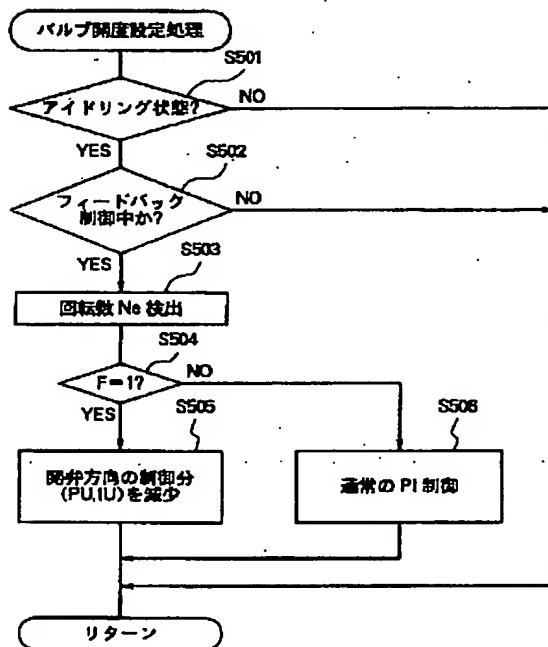 バルブ開度設定処理
S501
アイドリング状態?
NO
YES
S502
フィードバック
制御中か?
NO
YES
S503
回転数 Ne 検出
S504
F=1?
NO
YES
S505
開弁方向の制御分
(PU,IU)を減少
S506
通常の PI 制御
リターン